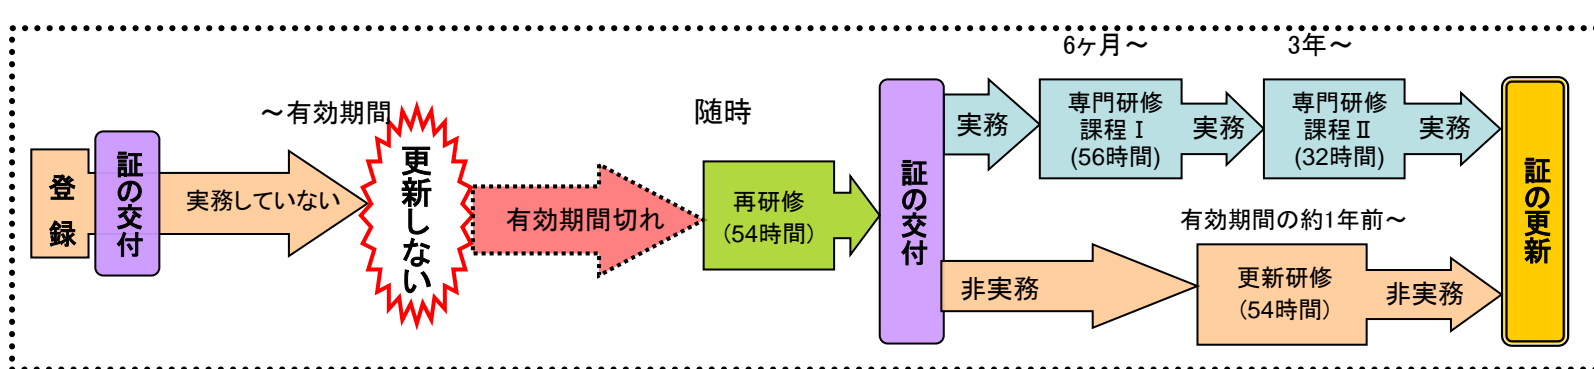 登録
証の交付
実務していない
～有効期間
更新しない
有効期間切れ
随時
再研修
(54時間)
証の交付
実務
6ヶ月～
専門研修
課程Ⅰ
(56時間)
実務
3年～
専門研修
課程Ⅱ
(32時間)
実務
非実務
有効期間の約1年前～
更新研修
(54時間)
非実務
証の更新